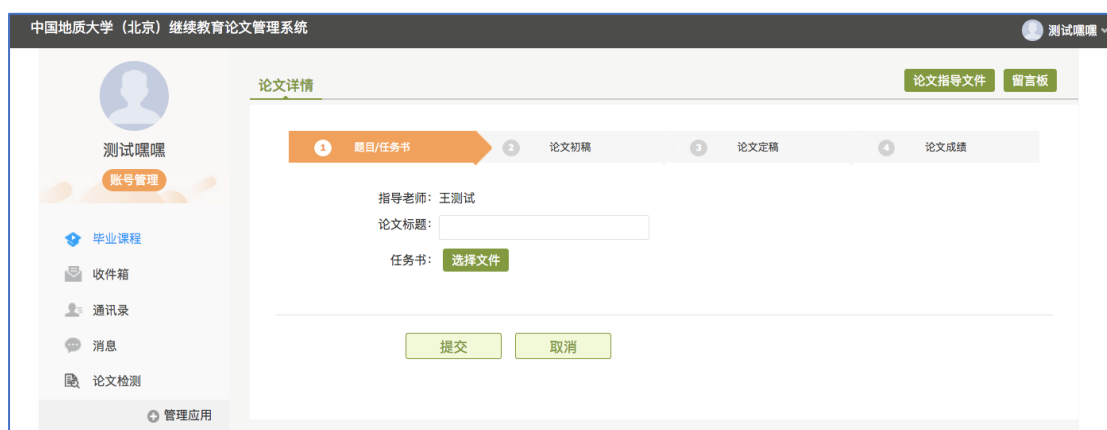 中国地质大学（北京）继续教育论文管理系统
测试嘿嘿
论文详情
论文指导文件
留言板
测试嘿嘿
账号管理
1 题目/任务书 2 论文初稿 3 论文定稿 4 论文成绩
指导老师：王测试
论文标题：
任务书：选择文件
提交 取消
毕业课程
收件箱
通讯录
消息
论文检测
管理应用